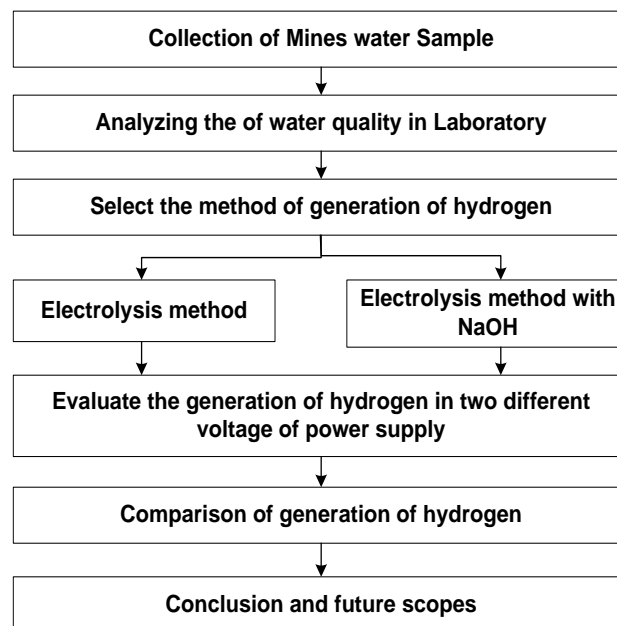 Collection of Mines water Sample
Analyzing the of water quality in Laboratory
Select the method of generation of hydrogen
Electrolysis method
Electrolysis method with
NaOH
Evaluate the generation of hydrogen in two different
voltage of power supply
Comparison of generation of hydrogen
Conclusion and future scopes